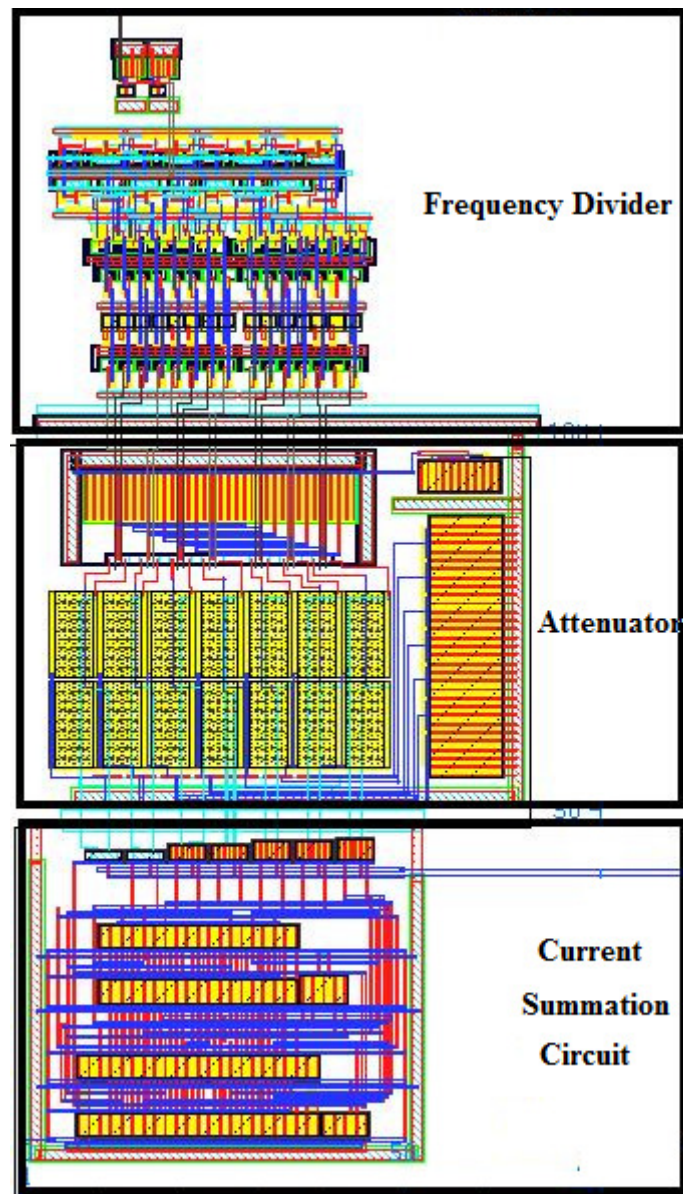 Frequency Divider
Attenuator
Current
Summation
Circuit